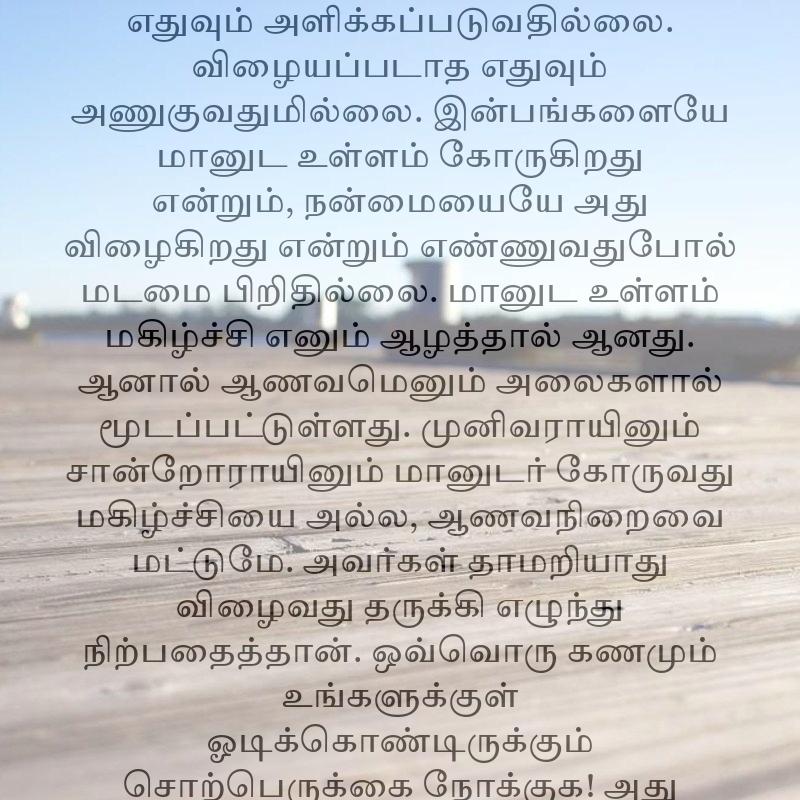 எதுவும் அளிக்கப்படுவதில்லை.
விழையப்படாத எதுவும்
அணுகுவதுமில்லை. இன்பங்களையே
மானுட உள்ளம் கோருகிறது
என்றும், நன்மையையே அது
விழைகிறது என்றும் எண்ணுவதுபோல்
மடமை பிறிதில்லை. மானுட உள்ளம்
மகிழ்ச்சி எனும் ஆழத்தால் ஆனது.
ஆனால் ஆணவமெனும் அலைகளால்
மூடப்பட்டுள்ளது. முனிவராயினும்
சான்றோராயினும் மானுடர் கோருவது
மகிழ்ச்சியை அல்ல, ஆணவநிறைவை
மட்டுமே. அவர்கள் தாமறியாது
விழைவது தருக்கி எழுந்து
நிற்பதைத்தான். ஒவ்வொரு கணமும்
உங்களுக்குள்
ஓடிக்கொண்டிருக்கும்
சொற்பெருக்கை நோக்குக! அது